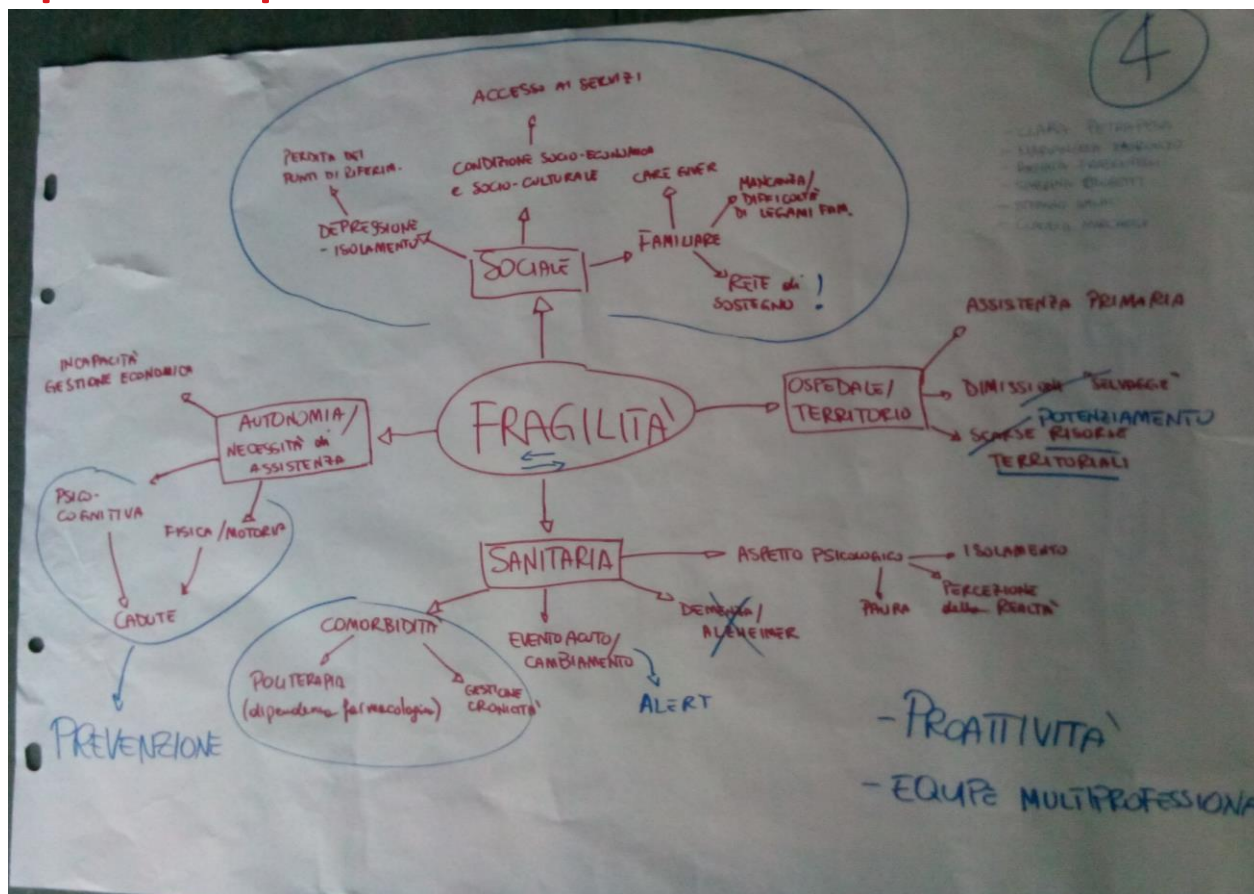 4
ACCESSO AI SERVIZI
PERDITA DEI
PUNTI DI RIFERIM.
CONDIZIONE SOCIO-ECONOMICA
e SOCIO-CULTURALE
CARE GIVER
MANCANZA/
DIFFICOLTÀ
DI LEGAMI FAM.
DEPRESSIONE
- ISOLAMENTO
SOCIALE
FAMILIARE
RETE di
SOSTEGNO !
INCAPACITÀ
GESTIONE ECONOMICA
AUTONOMIA/
NECESSITÀ di
ASSISTENZA
FRAGILITÀ
OSPEDALE/
TERRITORIO
ASSISTENZA PRIMARIA
DIMISSIONI "SELVAGGE"
POTENZIAMENTO
SCARSE RISORSE
TERRITORIALI
PSICO-
COGNITIVA
FISICA/MOTORIA
CADUTE
PREVENZIONE
SANITARIA
ASPETTO PSICOLOGICO
ISOLAMENTO
PAURA
PERCEZIONE
della REALTÀ
DEMENZA/
ALZHEIMER
COMORBIDITÀ
EVENTO ACUTO/
CAMBIAMENTO
ALERT
POLITERAPIA
(dipendenza farmacologica)
GESTIONE
CRONICITÀ
- PROATTIVITÀ
- EQUIPE MULTIPROFESSIONA